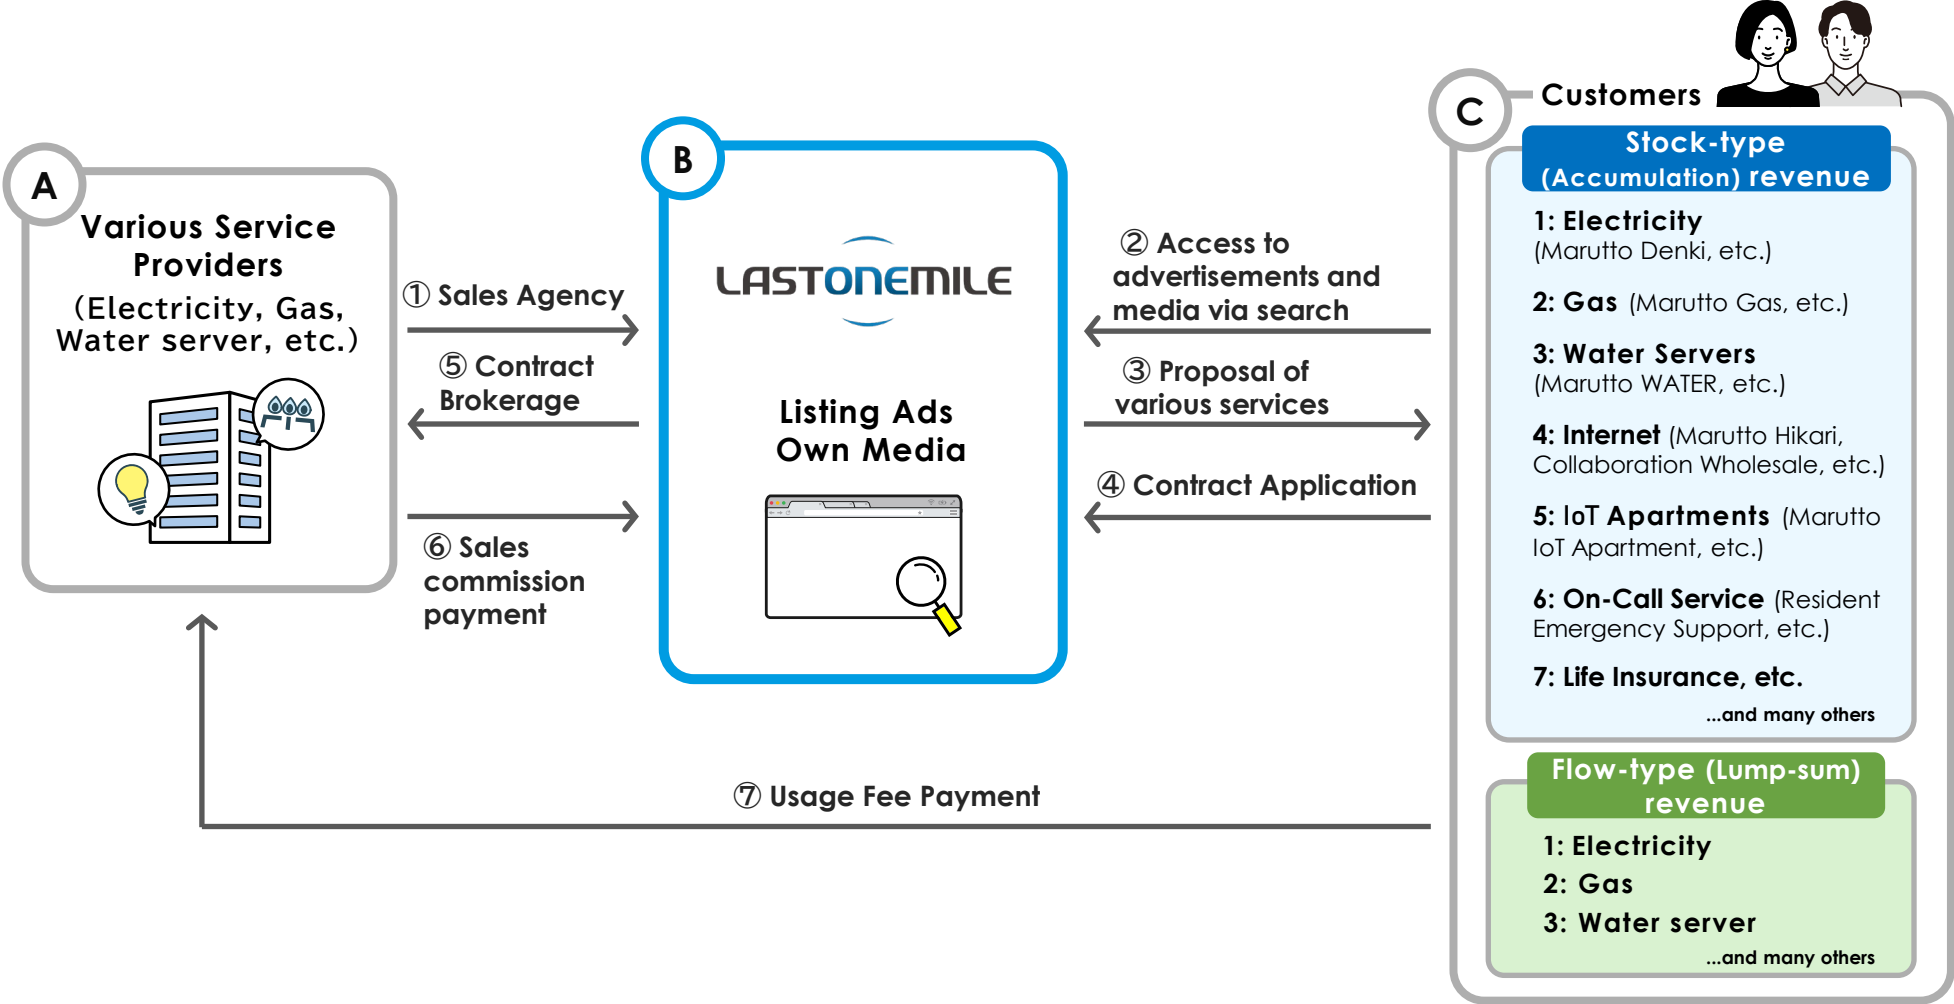 A
Various Service
Providers
(Electricity, Gas,
Water server, etc.)
① Sales Agency
⑤ Contract
Brokerage
⑥ Sales
commission
payment
B
LASTONEMILE
Listing Ads
Own Media
② Access to
advertisements and
media via search
③ Proposal of
various services
④ Contract Application
⑦ Usage Fee Payment
C
Customers
Stock-type
(Accumulation) revenue
1: Electricity
(Marutto Denki, etc.)
2: Gas (Marutto Gas, etc.)
3: Water Servers
(Marutto WATER, etc.)
4: Internet (Marutto Hikari,
Collaboration Wholesale, etc.)
5: IoT Apartments (Marutto
IoT Apartment, etc.)
6: On-Call Service (Resident
Emergency Support, etc.)
7: Life Insurance, etc.
...and many others
Flow-type (Lump-sum)
revenue
1: Electricity
2: Gas
3: Water server
...and many others